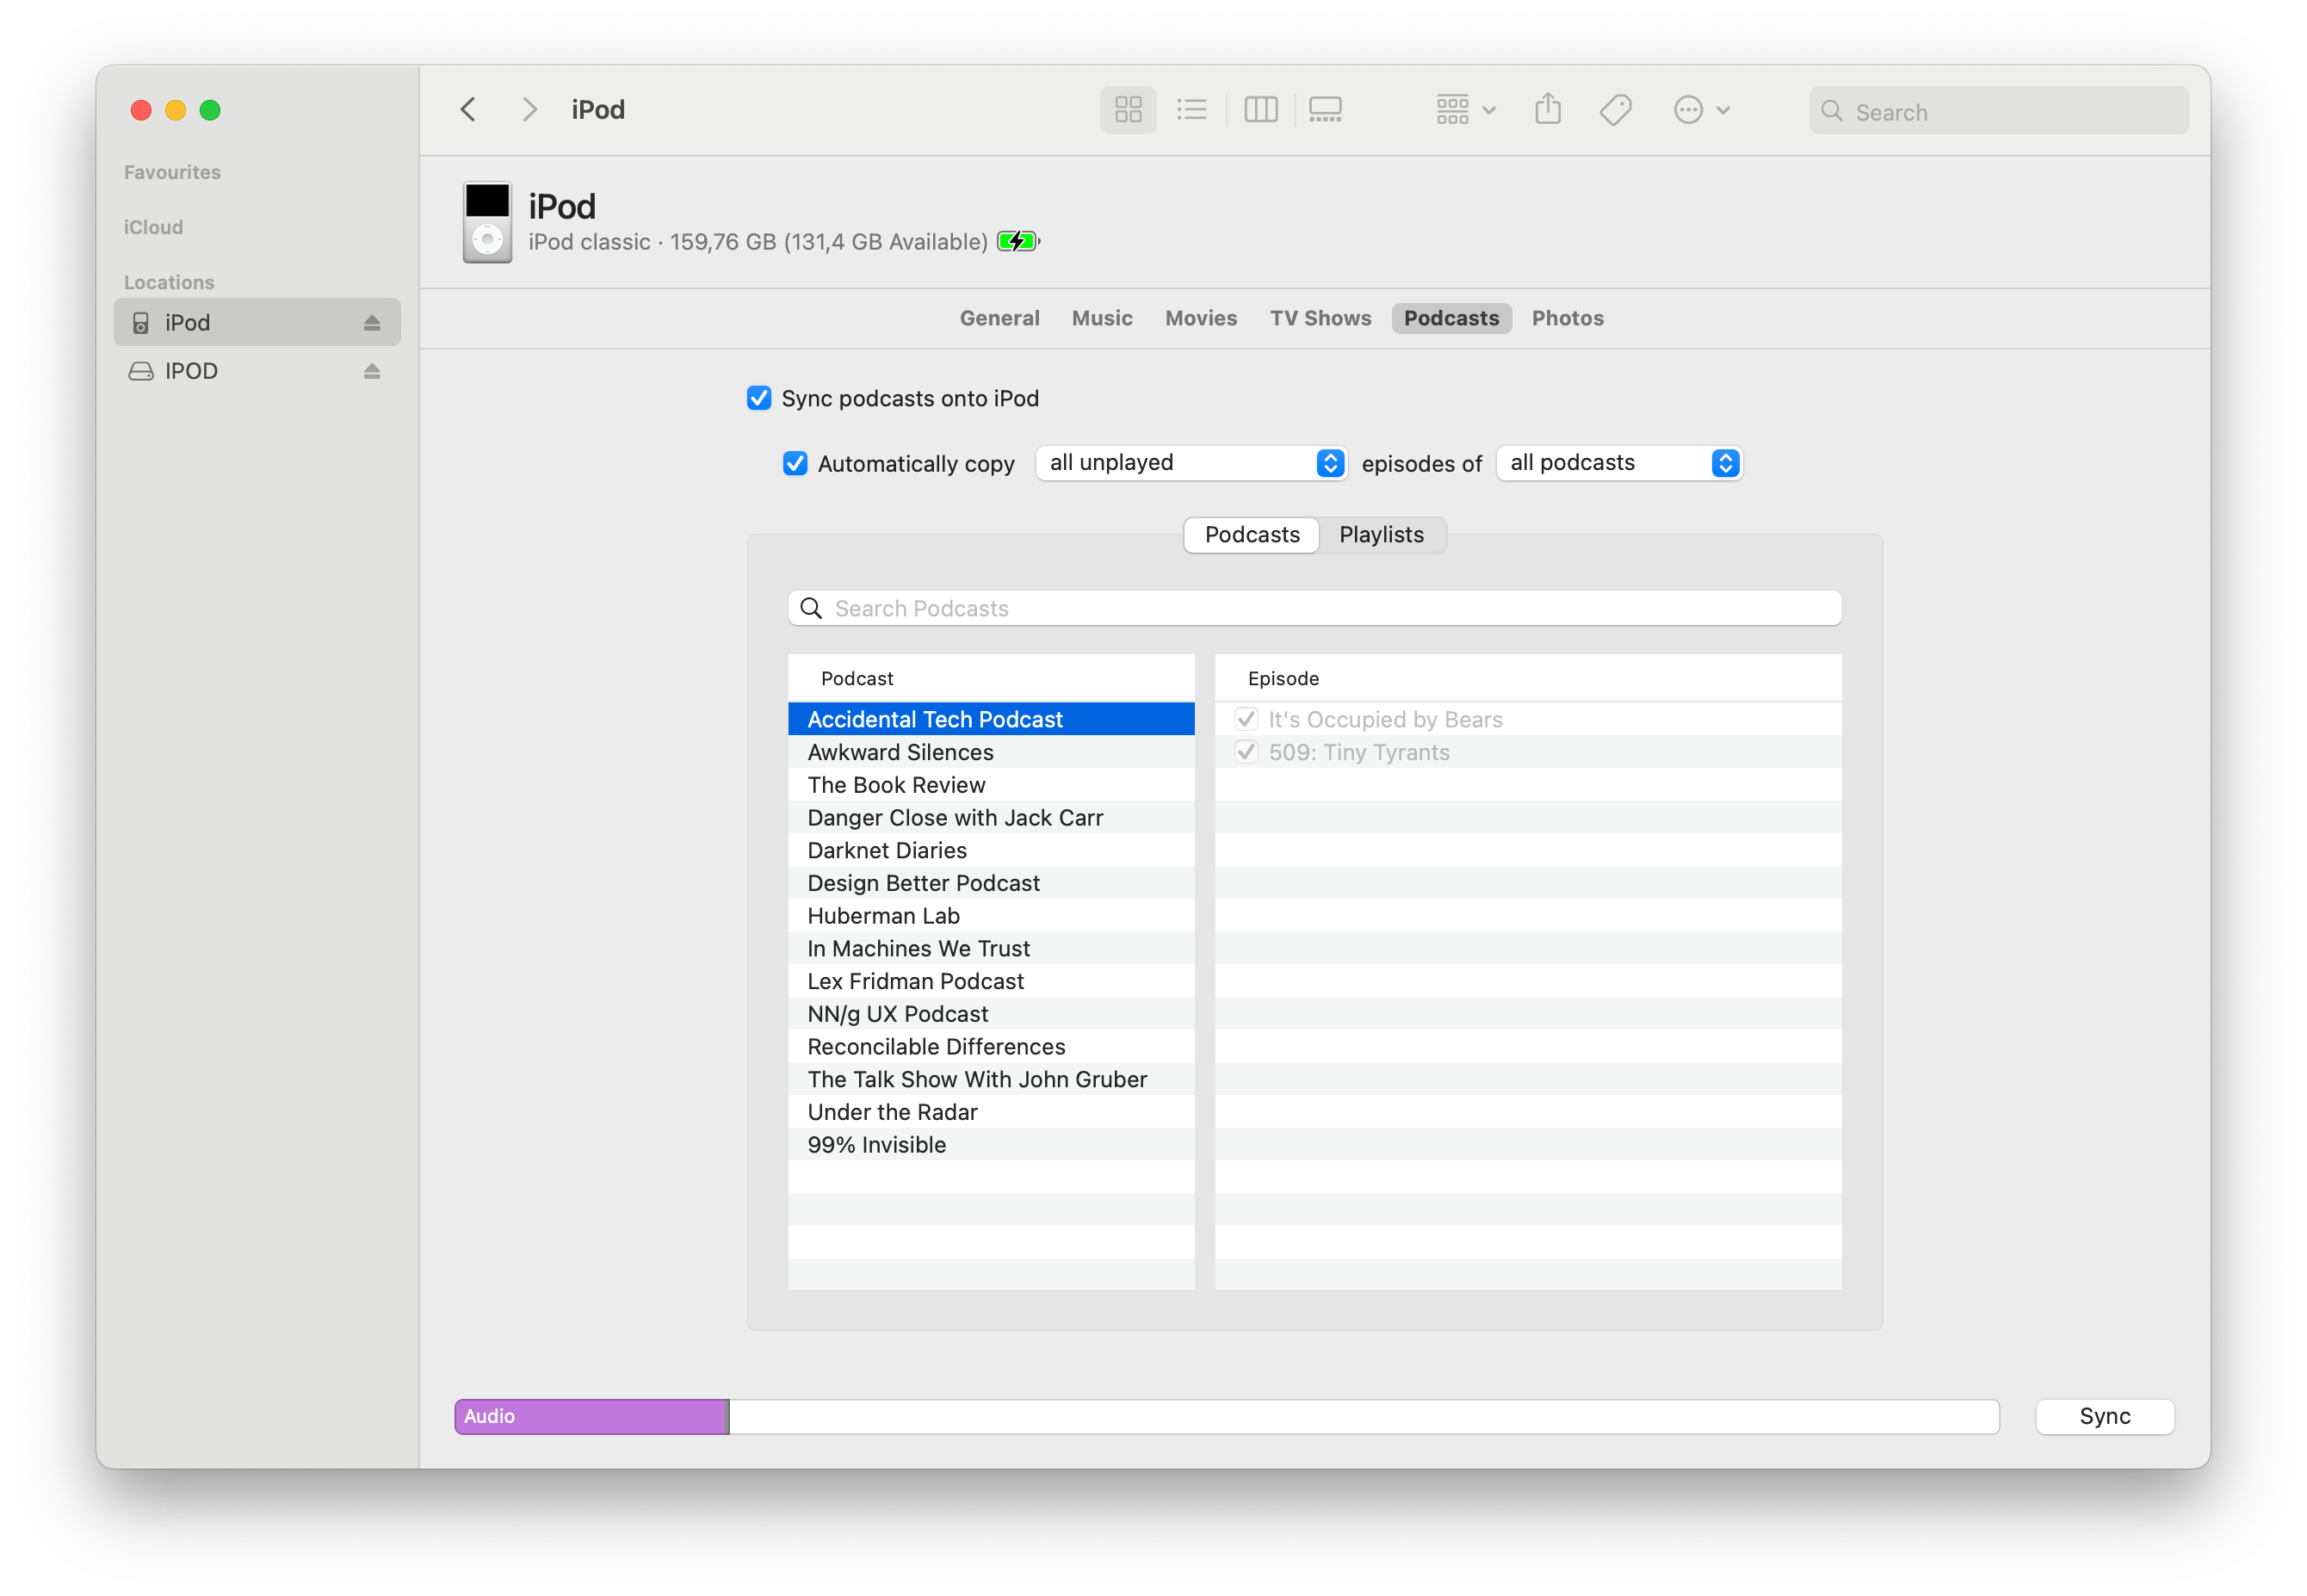 iPod
Search
Favourites
iCloud
Locations
iPod
IPOD
iPod
iPod classic · 159,76 GB (131,4 GB Available)
General Music Movies TV Shows Podcasts Photos
Sync podcasts onto iPod
Automatically copy all unplayed episodes of all podcasts
Podcasts Playlists
Search Podcasts
Podcast
Accidental Tech Podcast
Awkward Silences
The Book Review
Danger Close with Jack Carr
Darknet Diaries
Design Better Podcast
Huberman Lab
In Machines We Trust
Lex Fridman Podcast
NN/g UX Podcast
Reconcilable Differences
The Talk Show With John Gruber
Under the Radar
99% Invisible
Episode
It's Occupied by Bears
509: Tiny Tyrants
Audio
Sync